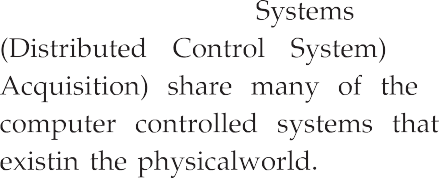 Systems
(Distributed Control System)
Acquisition) share many of the
computer controlled systems that
existin the physicalworld.